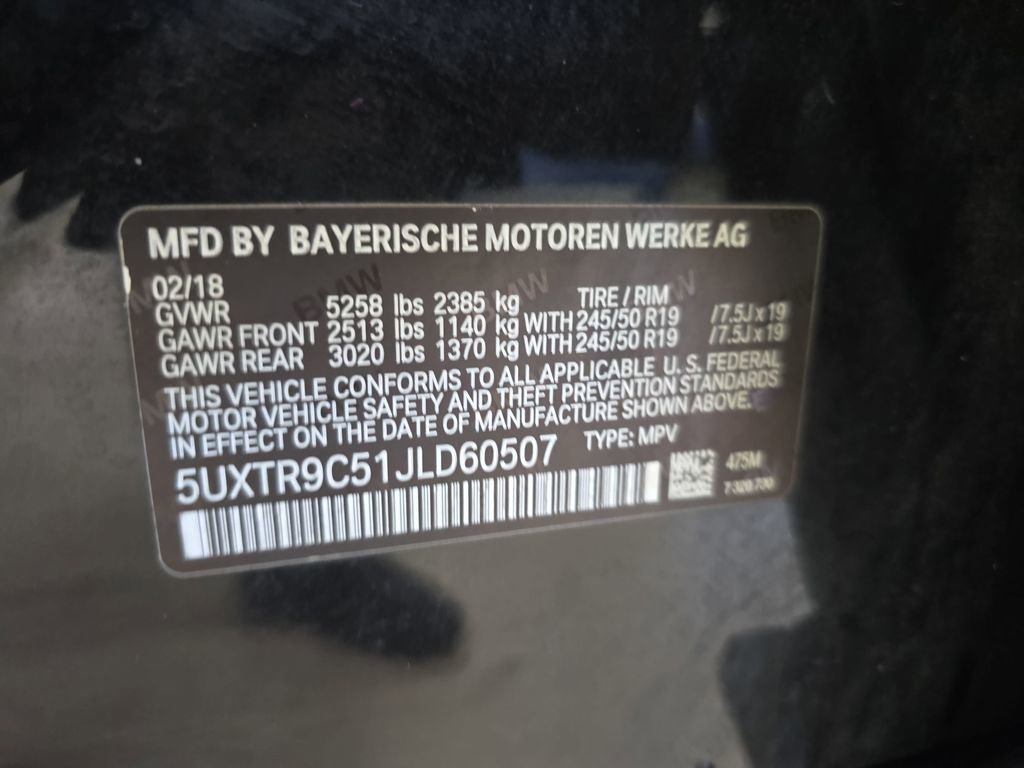 MFD BY BAYERISCHE MOTOREN WERKE AG
02/18 TIRE / RIM
GVWR 5258 lbs 2385 kg
GAWR FRONT 2513 lbs 1140 kg WITH 245/50 R19 /7.5J x 19
GAWR REAR 3020 lbs 1370 kg WITH 245/50 R19 /7.5J x 19
THIS VEHICLE CONFORMS TO ALL APPLICABLE U. S. FEDERAL
MOTOR VEHICLE SAFETY AND THEFT PREVENTION STANDARDS
IN EFFECT ON THE DATE OF MANUFACTURE SHOWN ABOVE.
5UXTR9C51JLD60507 TYPE: MPV
475M